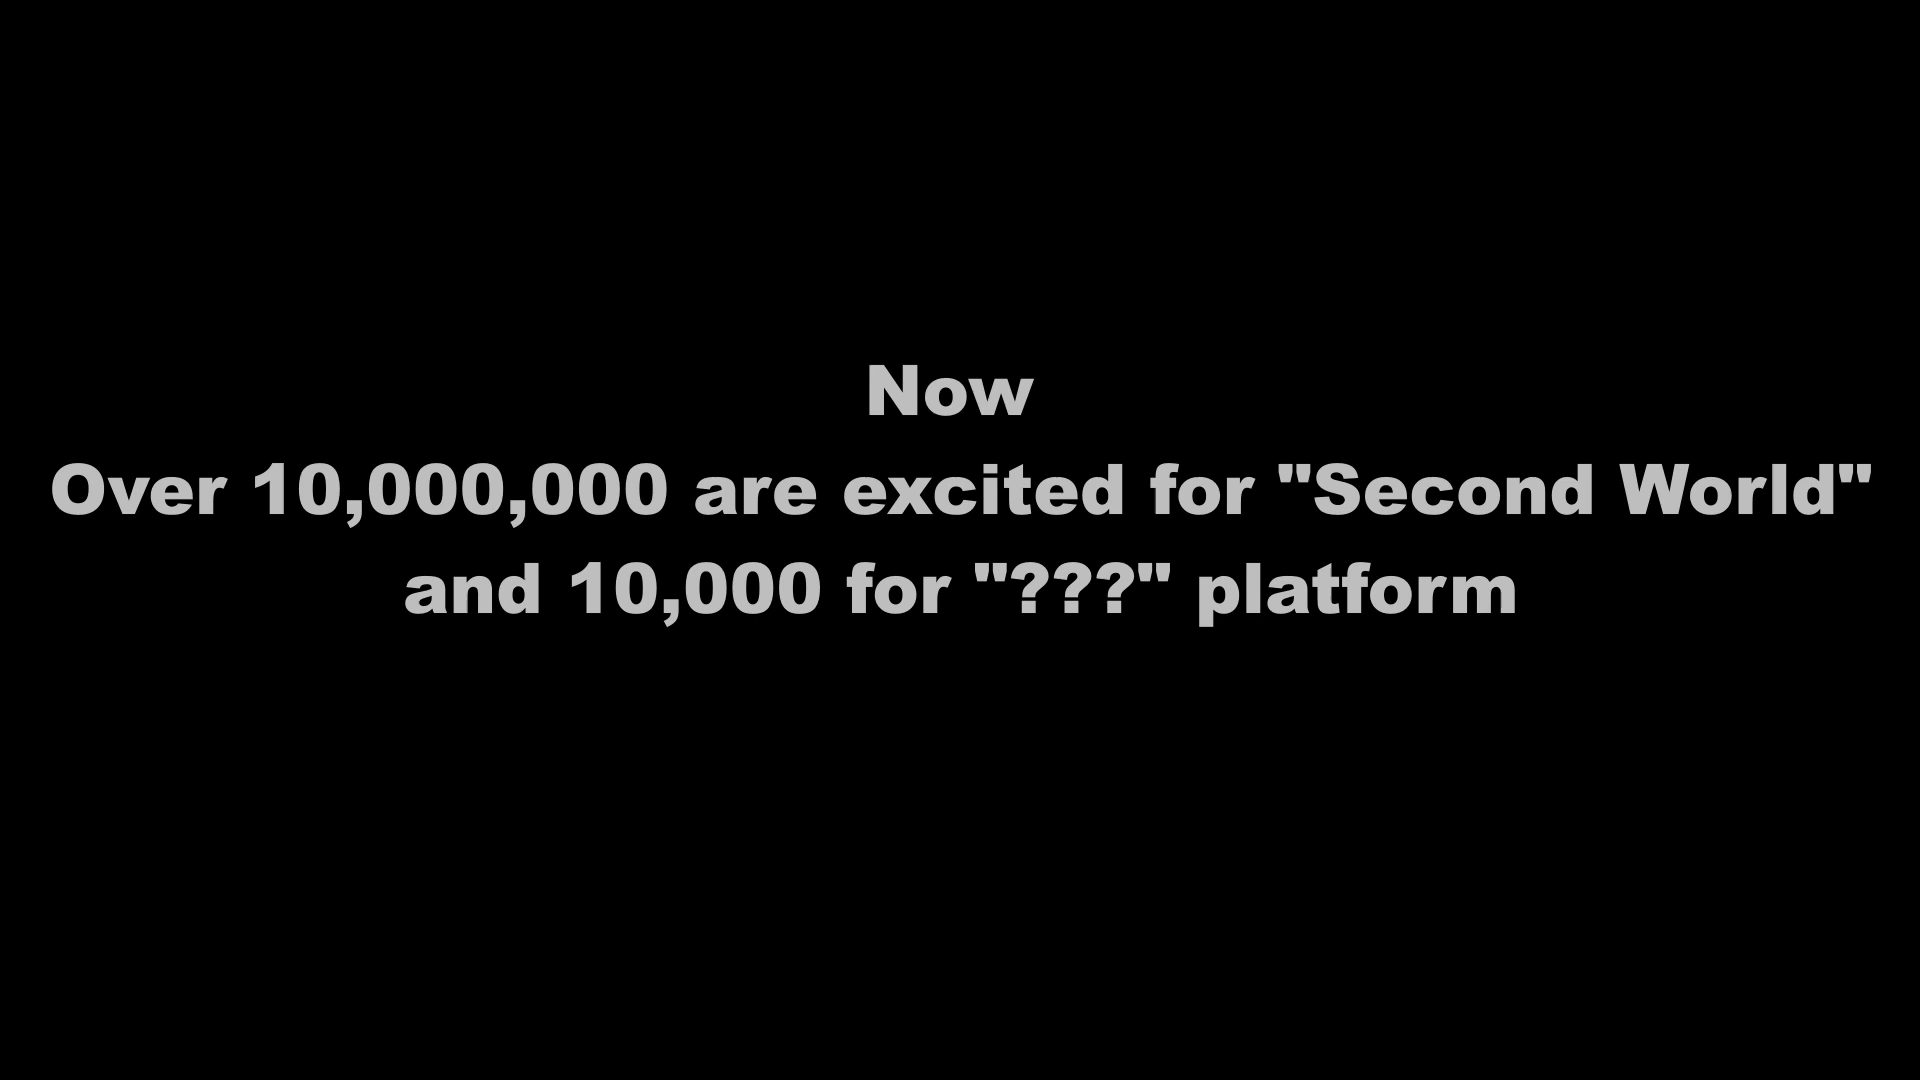 Now
Over 10,000,000 are excited for "Second World"
and 10,000 for "???" platform